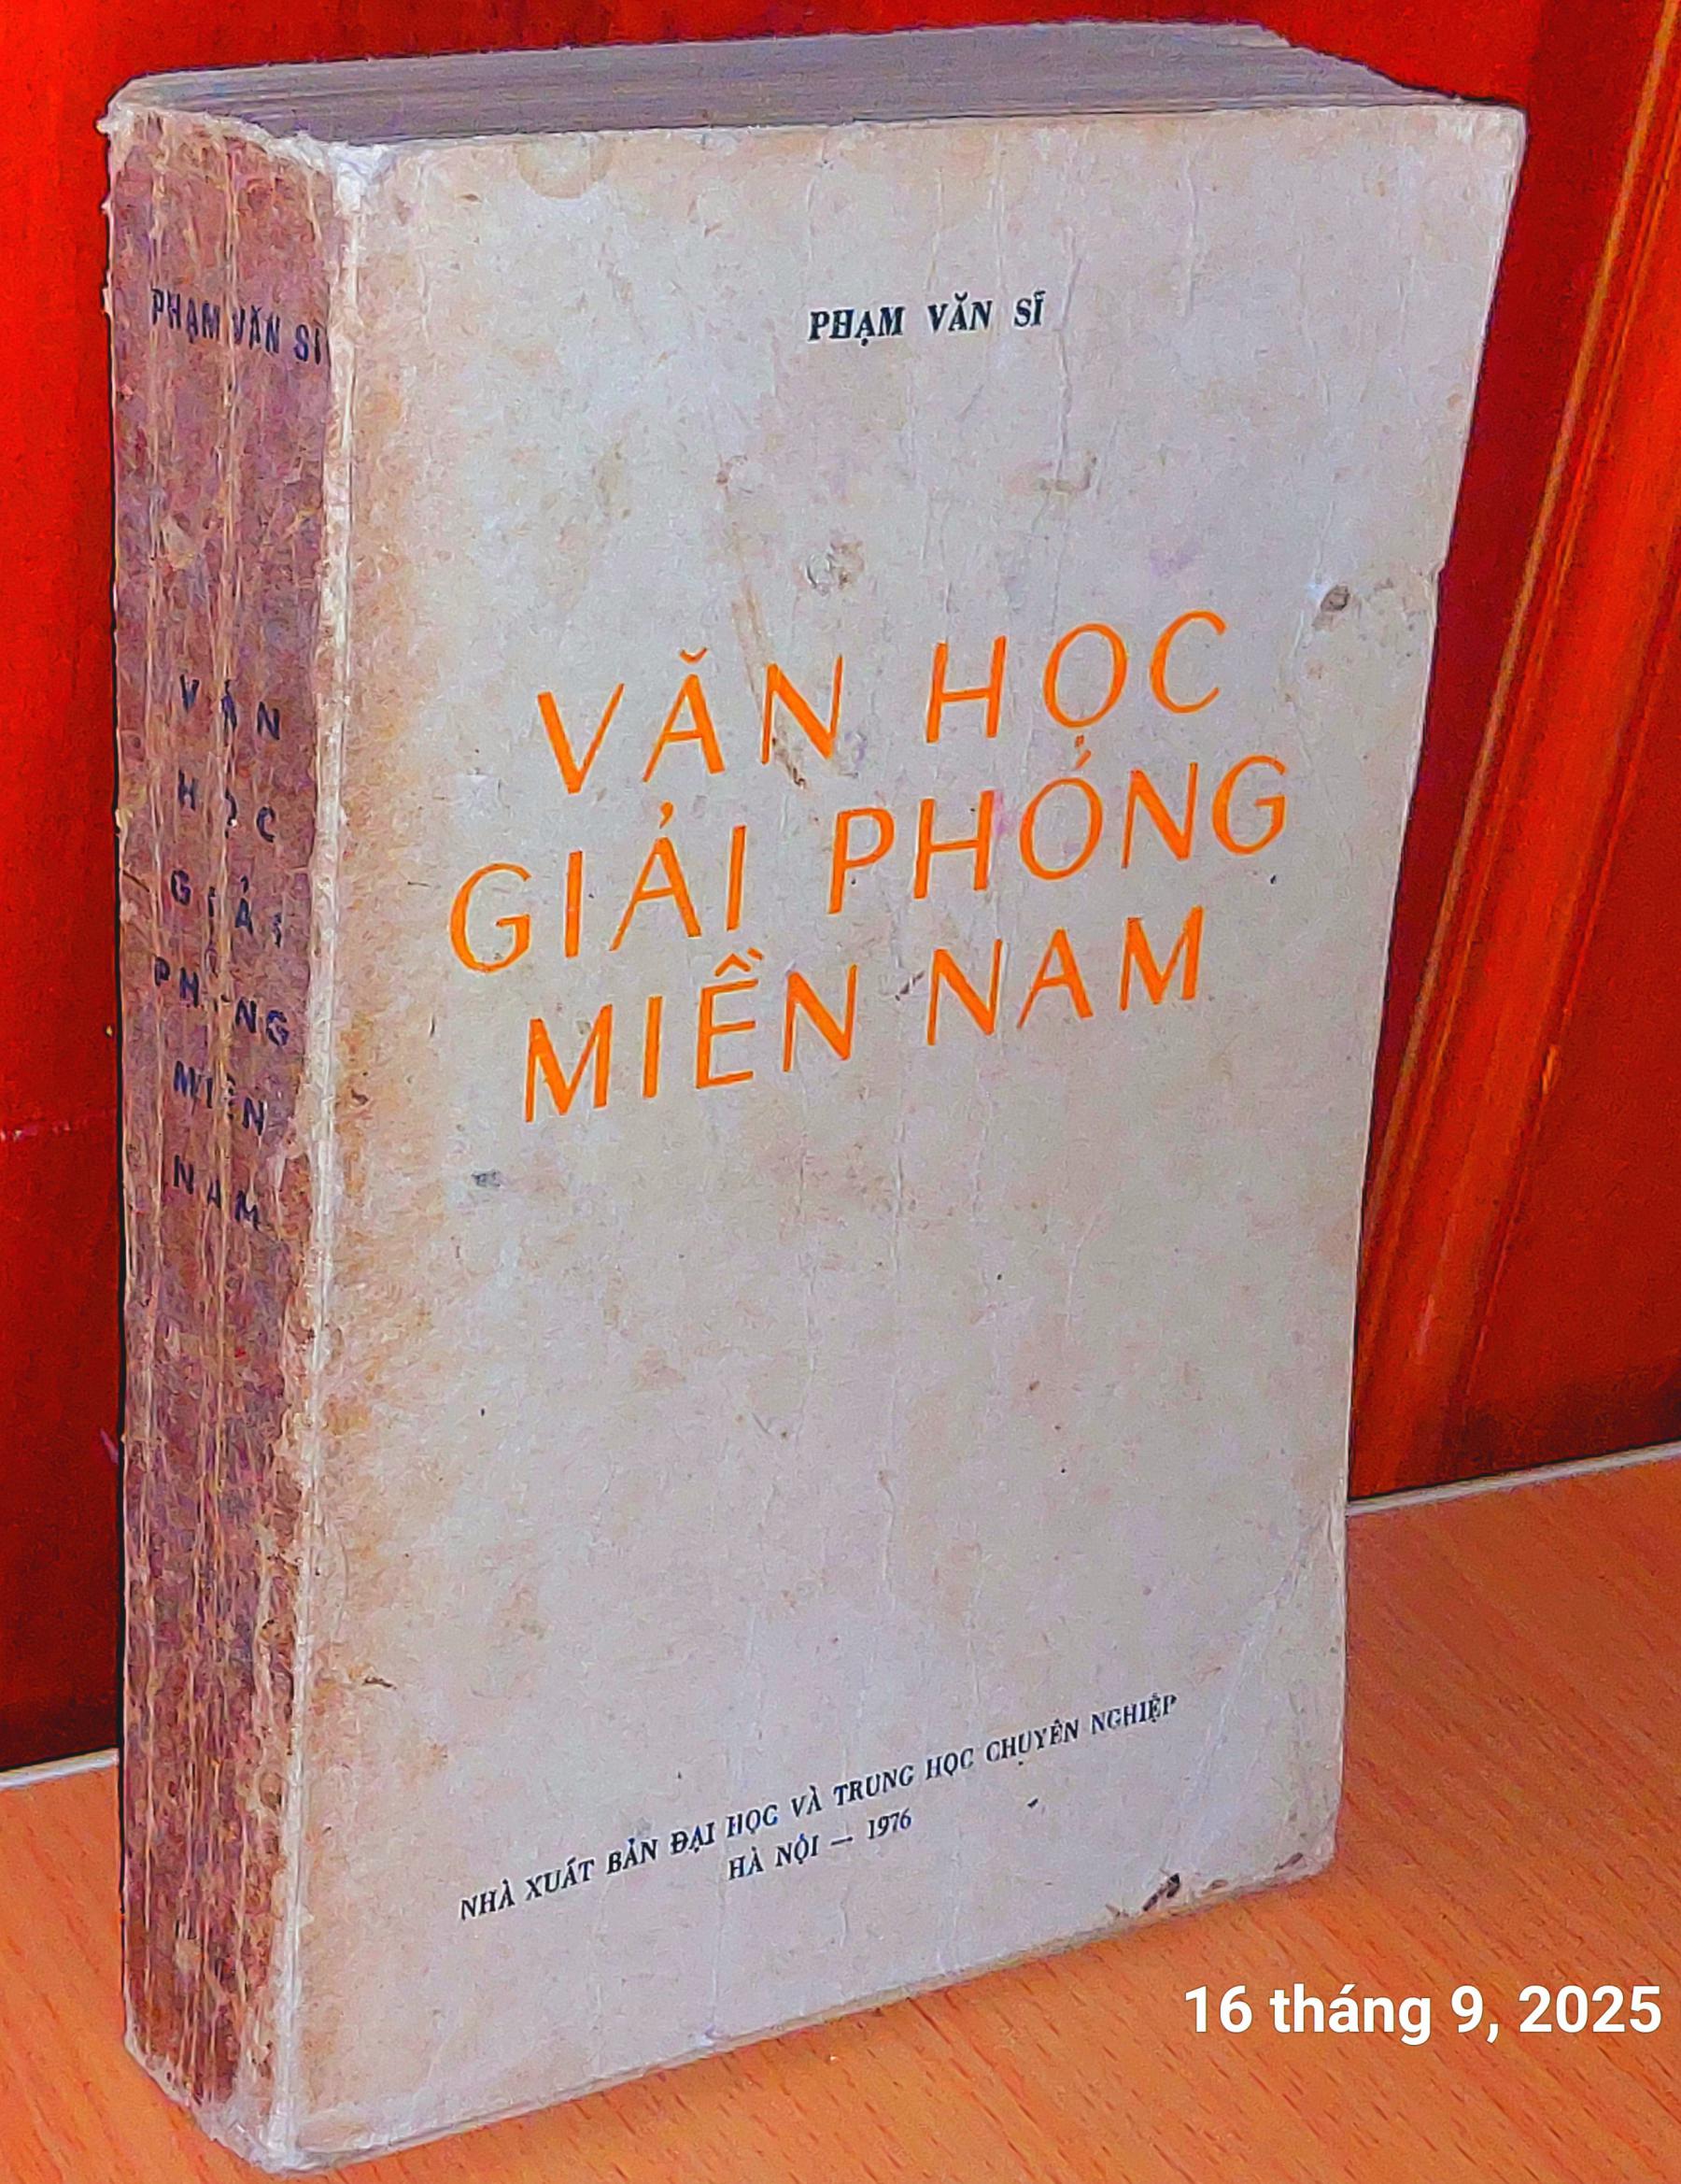 PHẠM VĂN SĨ
VĂN
HỌC
GIẢI
PHÓNG
MIỀN
NAM
PHẠM VĂN SĨ
VĂN HỌC
GIẢI PHÓNG
MIỀN NAM
NHÀ XUẤT BẢN ĐẠI HỌC VÀ TRUNG HỌC CHUYÊN NGHIỆP
HÀ NỘI — 1976
16 tháng 9, 2025